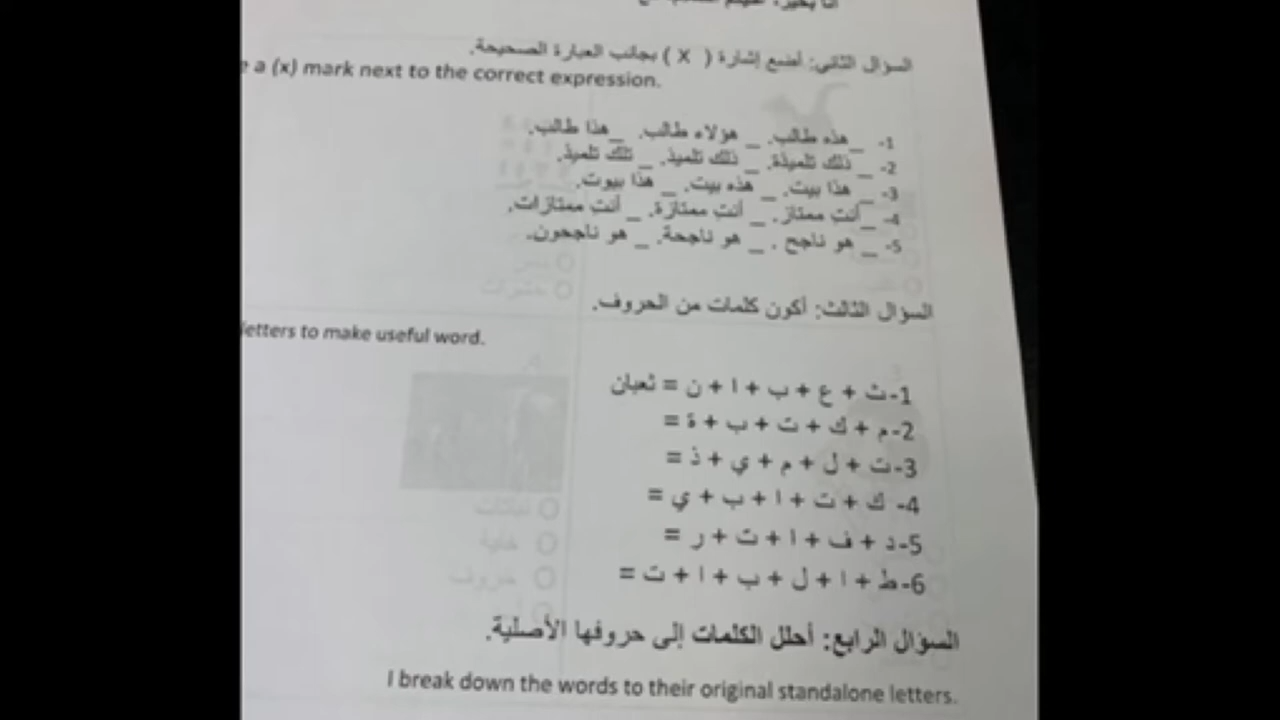 السؤال الثاني: أضع إشارة ( X ) بجانب العبارة الصحيحة.
a (x) mark next to the correct expression.
1- _ هذه طالب. _ هؤلاء طالب. _ هذا طالب.
2- _ ذلك تلميذة. _ ذلك تلميذ. _ تلك تلميذ.
3- _ هذا بيت. _ هذه بيت. _ هذا بيوت.
4- _ أنتِ ممتاز. _ أنتِ ممتازة. _ أنتِ ممتازات.
5- _ هو ناجح . _ هو ناجحة. _ هو ناجحون.
السؤال الثالث: أكون كلمات من الحروف.
letters to make useful word.
1-ث + ع + ب + ا + ن = ثعبان
2-م + ك + ت + ب + ة =
3-ت + ل + م + ي + ذ =
4- ك + ت + ا + ب + ي =
5-د + ف + ا + ت + ر =
6-ط + ا + ل + ب + ا + ت =
السؤال الرابع: أحلل الكلمات إلى حروفها الأصلية.
I break down the words to their original standalone letters.